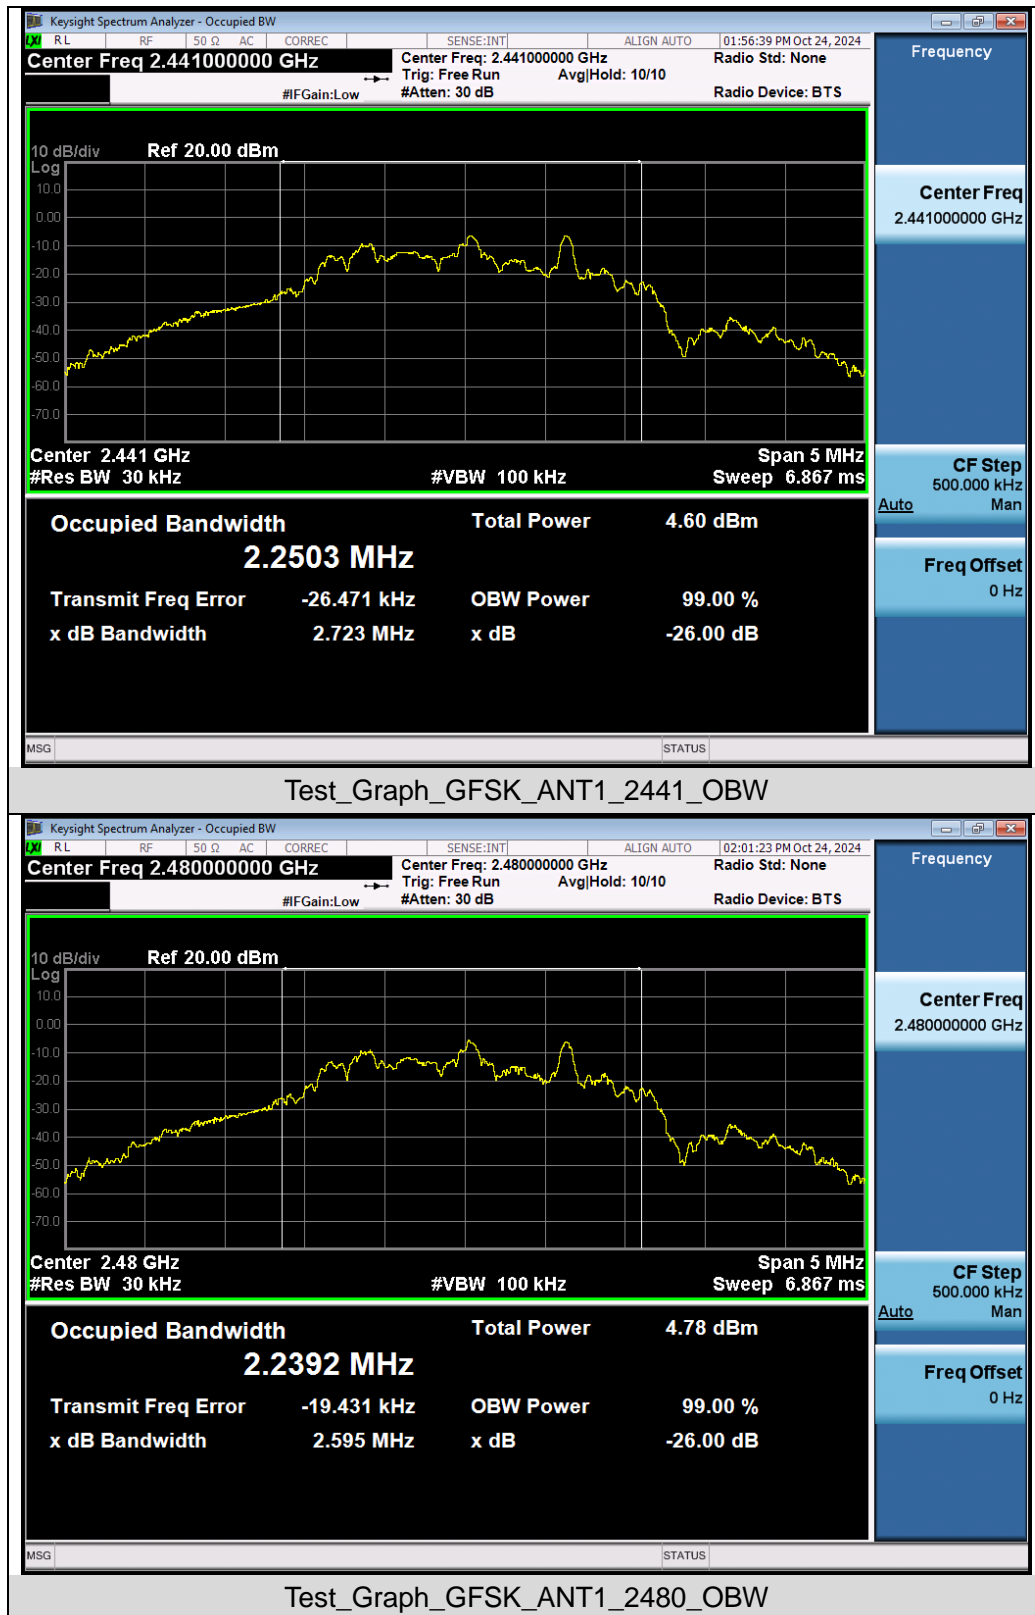 Keysight Spectrum Analyzer - Occupied BW
LXI RL RF 50 Ω AC CORREC SENSE:INT ALIGN AUTO 01:56:39 PM Oct 24, 2024
Center Freq 2.441000000 GHz Center Freq: 2.441000000 GHz Radio Std: None
Trig: Free Run Avg|Hold: 10/10
#IFGain:Low #Atten: 30 dB Radio Device: BTS
Frequency
10 dB/div Ref 20.00 dBm
Log
10.0
0.00
-10.0
-20.0
-30.0
-40.0
-50.0
-60.0
-70.0
Center 2.441 GHz Span 5 MHz
#Res BW 30 kHz #VBW 100 kHz Sweep 6.867 ms
Center Freq
2.441000000 GHz
CF Step
500.000 kHz
Auto Man
Freq Offset
0 Hz
Occupied Bandwidth Total Power 4.60 dBm
2.2503 MHz
Transmit Freq Error -26.471 kHz OBW Power 99.00 %
x dB Bandwidth 2.723 MHz x dB -26.00 dB
MSG STATUS
Test_Graph_GFSK_ANT1_2441_OBW
Keysight Spectrum Analyzer - Occupied BW
LXI RL RF 50 Ω AC CORREC SENSE:INT ALIGN AUTO 02:01:23 PM Oct 24, 2024
Center Freq 2.480000000 GHz Center Freq: 2.480000000 GHz Radio Std: None
Trig: Free Run Avg|Hold: 10/10
#IFGain:Low #Atten: 30 dB Radio Device: BTS
Frequency
10 dB/div Ref 20.00 dBm
Log
10.0
0.00
-10.0
-20.0
-30.0
-40.0
-50.0
-60.0
-70.0
Center 2.48 GHz Span 5 MHz
#Res BW 30 kHz #VBW 100 kHz Sweep 6.867 ms
Center Freq
2.480000000 GHz
CF Step
500.000 kHz
Auto Man
Freq Offset
0 Hz
Occupied Bandwidth Total Power 4.78 dBm
2.2392 MHz
Transmit Freq Error -19.431 kHz OBW Power 99.00 %
x dB Bandwidth 2.595 MHz x dB -26.00 dB
MSG STATUS
Test_Graph_GFSK_ANT1_2480_OBW